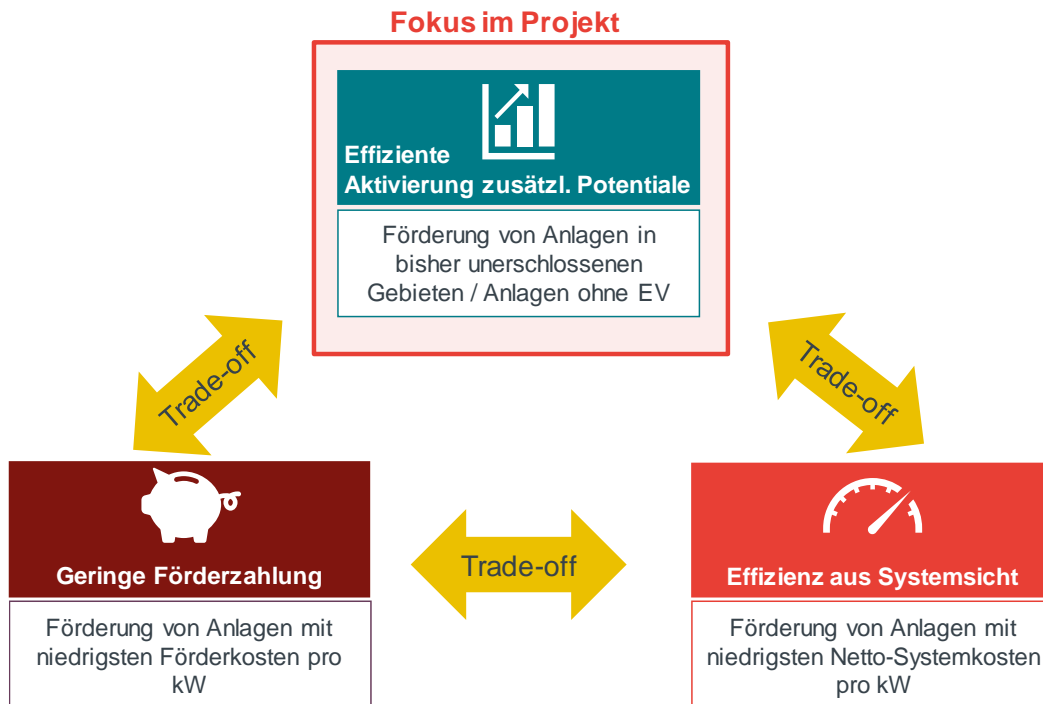 Fokus im Projekt
Effiziente
Aktivierung zusätzl. Potentiale
Förderung von Anlagen in
bisher unerschlossenen
Gebieten / Anlagen ohne EV
Trade-off
Trade-off
Geringe Förderzahlung
Förderung von Anlagen mit
niedrigsten Förderkosten pro
kW
Trade-off
Effizienz aus Systemsicht
Förderung von Anlagen mit
niedrigsten Netto-Systemkosten
pro kW